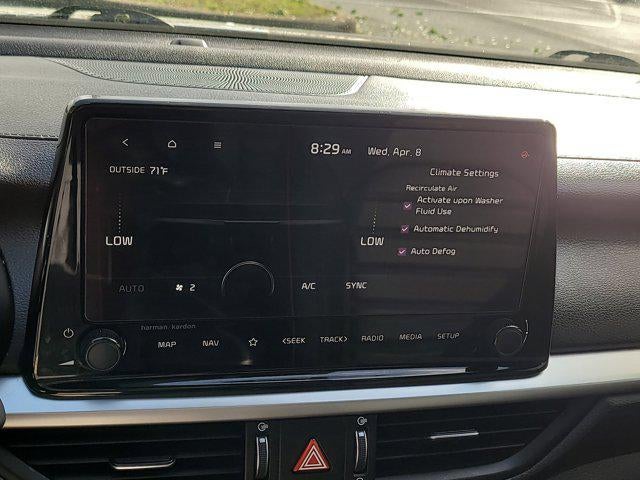 8:29 AM Wed, Apr. 8
OUTSIDE 71°F
Climate Settings
Recirculate Air
Activate upon Washer
Fluid Use
LOW
LOW
Automatic Dehumidify
Auto Defog
AUTO
2
A/C
SYNC
harman/kardon
MAP NAV <SEEK TRACK> RADIO MEDIA SETUP